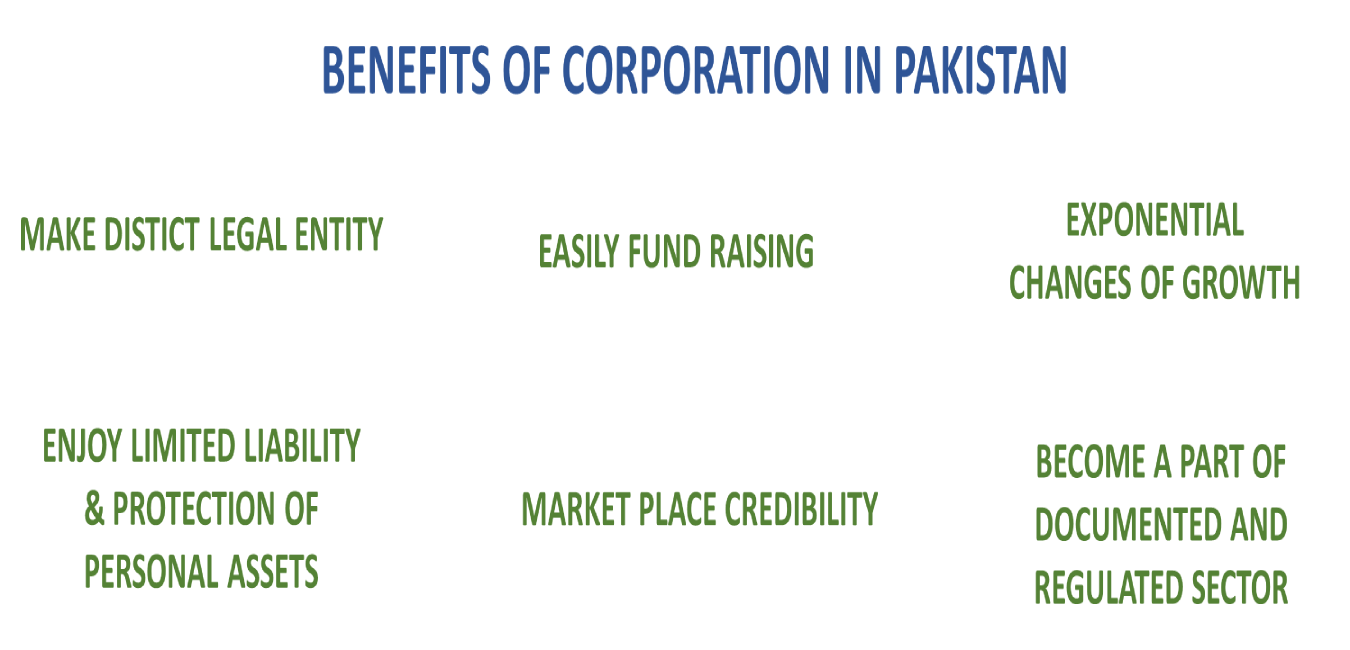 BENEFITS OF CORPORATION IN PAKISTAN
MAKE DISTICT LEGAL ENTITY
EASILY FUND RAISING
EXPONENTIAL
CHANGES OF GROWTH
ENJOY LIMITED LIABILITY
& PROTECTION OF
PERSONAL ASSETS
MARKET PLACE CREDIBILITY
BECOME A PART OF
DOCUMENTED AND
REGULATED SECTOR